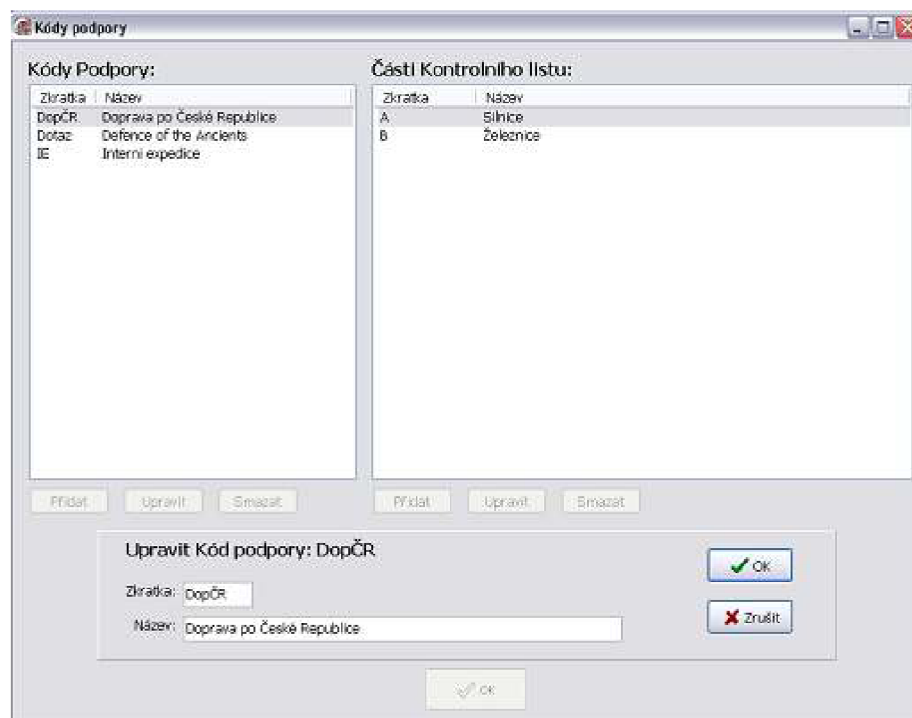 Kódy podpory
Kódy Podpory:
Zkratka Název
DopČR Doprava po České Republice
Dotaz Defence of the Ancients
IE Interni expedice
Části Kontrolního listu:
Zkratka Název
A Silnice
B Železnice
Přidat Upravit Smazat
Přidat Upravit Smazat
Upravit Kód podpory: DopČR
Zkratka: DopČR
Název: Doprava po České Republice
OK
Zrušit
OK